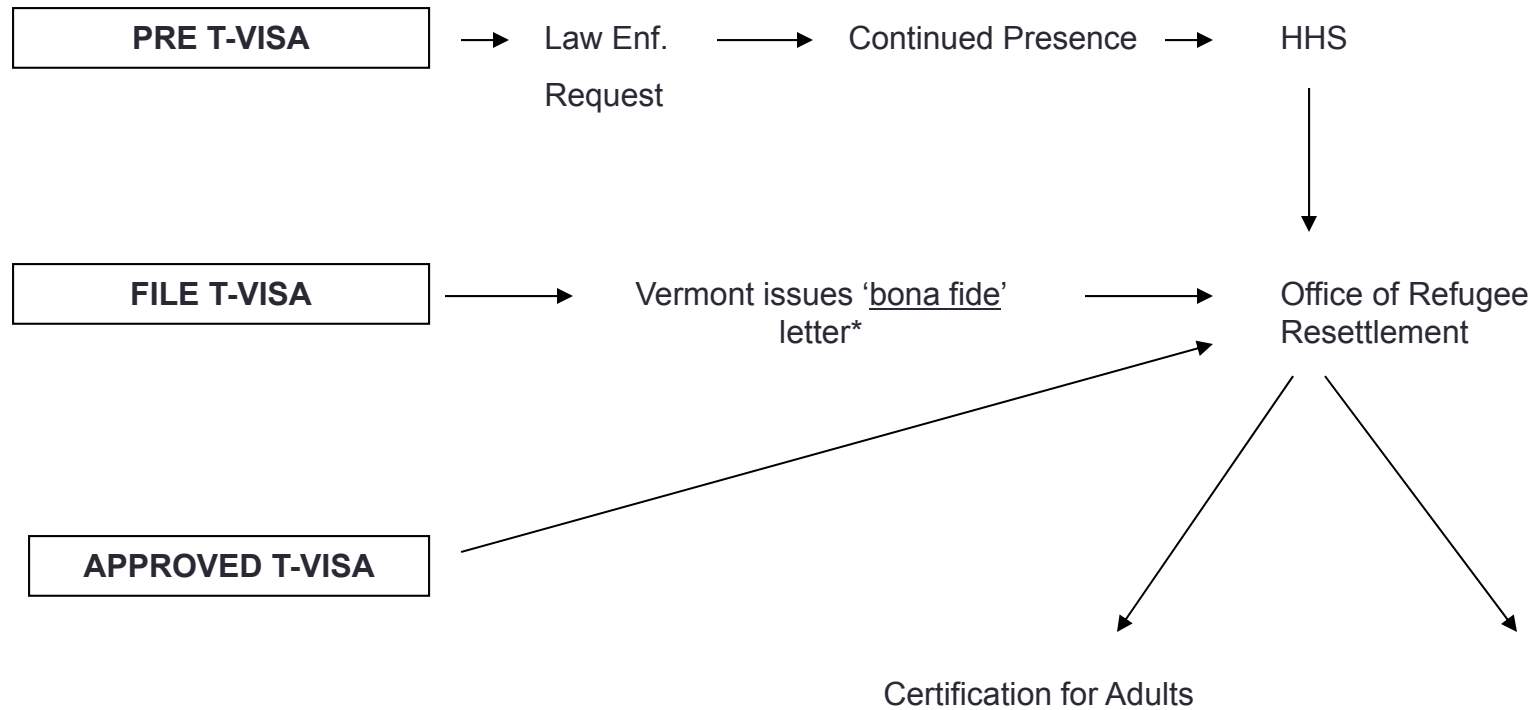 PRE T-VISA
Law Enf.
Request
Continued Presence
HHS
FILE T-VISA
Vermont issues ‘bona fide’
letter*
Office of Refugee
Resettlement
APPROVED T-VISA
Certification for Adults